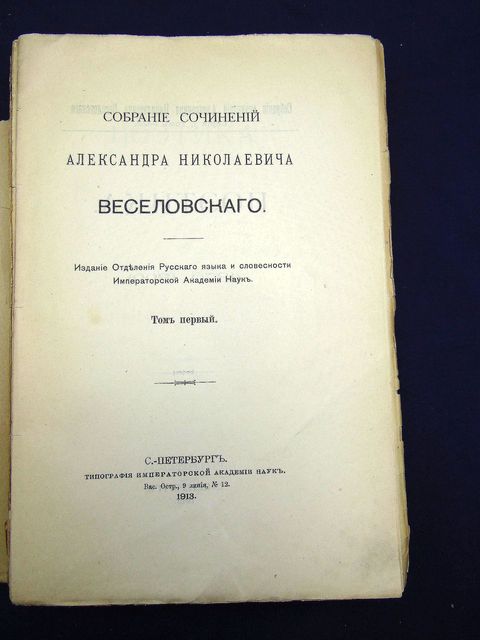 СОБРАНІЕ СОЧИНЕНІЙ
АЛЕКСАНДРА НИКОЛАЕВИЧА
ВЕСЕЛОВСКАГО.
Изданіе Отдѣленія Русскаго языка и словесности
Императорской Академіи Наукъ.
Томъ первый.
С.-ПЕТЕРБУРГЪ.
ТИПОГРАФІЯ ИМПЕРАТОРСКОЙ АКАДЕМІИ НАУКЪ.
Вас. Остр., 9 линія, № 12.
1913.